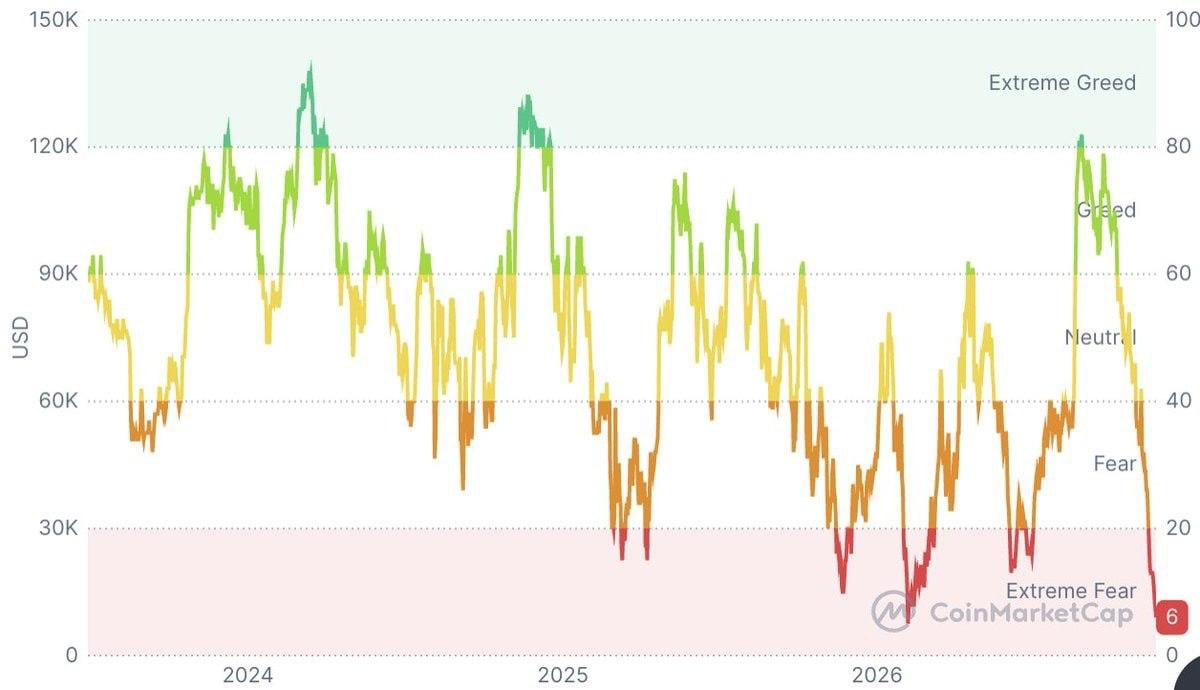 150K
100
Extreme Greed
120K
80
Greed
90K
60
Neutral
USD
60K
40
Fear
30K
20
Extreme Fear
CoinMarketCap
6
0
0
2024
2025
2026